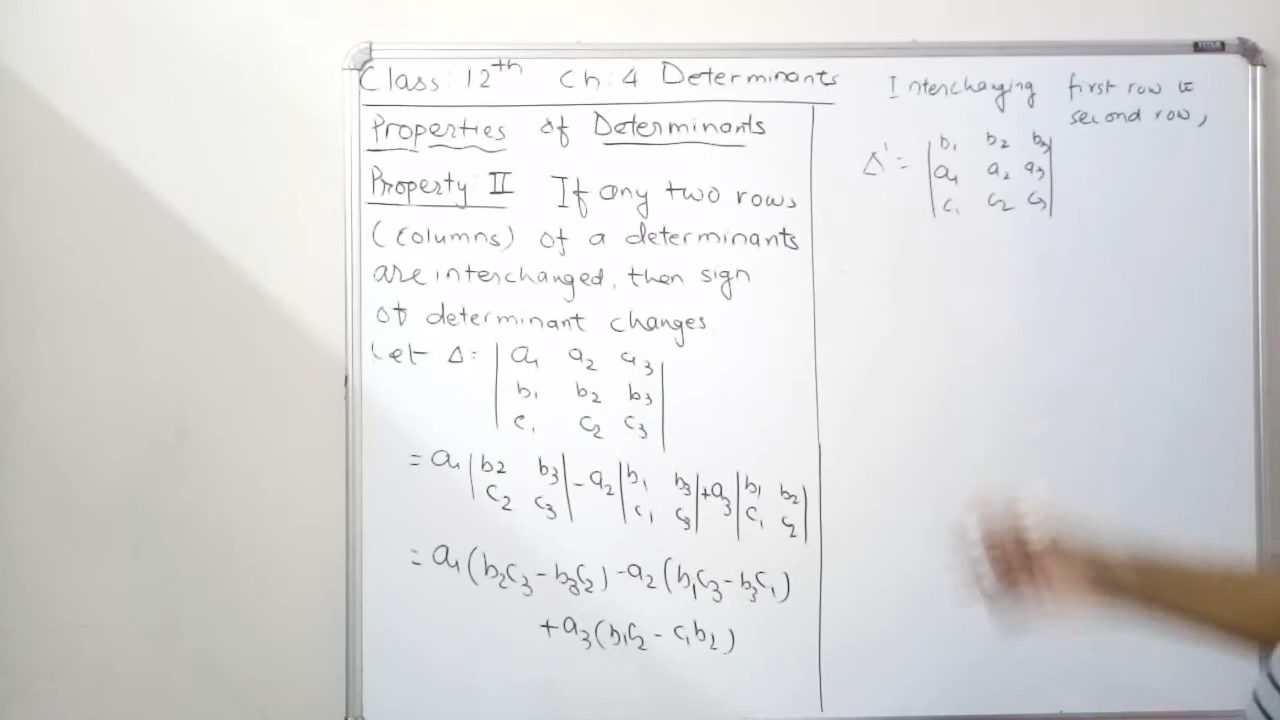 Class: 12th Ch: 4 Determinants
Properties of Determinants
Property II If any two rows
(columns) of a determinants
are interchanged, then sign
of determinant changes.
Let Δ = | a₁ a₂ a₃ |
| b₁ b₂ b₃ |
| c₁ c₂ c₃ |
= a₁ | b₂ b₃ | - a₂ | b₁ b₃ | + a₃ | b₁ b₂ |
| c₂ c₃ | | c₁ c₃ | | c₁ c₂ |
= a₁(b₂c₃ - b₃c₂) - a₂(b₁c₃ - b₃c₁)
+ a₃(b₁c₂ - c₁b₂)
Interchanging first row &
second row,
Δ' = | b₁ b₂ b₃ |
| a₁ a₂ a₃ |
| c₁ c₂ c₃ |